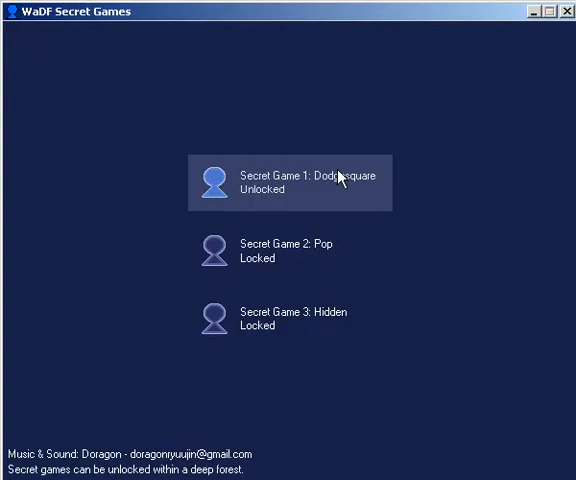 WaDF Secret Games
Secret Game 1: Dodgesquare
Unlocked
Secret Game 2: Pop
Locked
Secret Game 3: Hidden
Locked
Music & Sound: Doragon - doragonryuujin@gmail.com
Secret games can be unlocked within a deep forest.